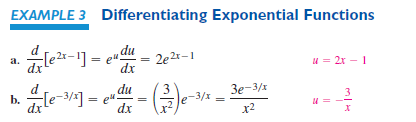 EXAMPLE 3 Differentiating Exponential Functions
a. d/dx[e^(2x−1)] = e^u du/dx = 2e^(2x−1) u = 2x − 1
b. d/dx[e^(−3/x)] = e^u du/dx = (3/x²)e^(−3/x) = 3e^(−3/x)/x2 u = −3/x